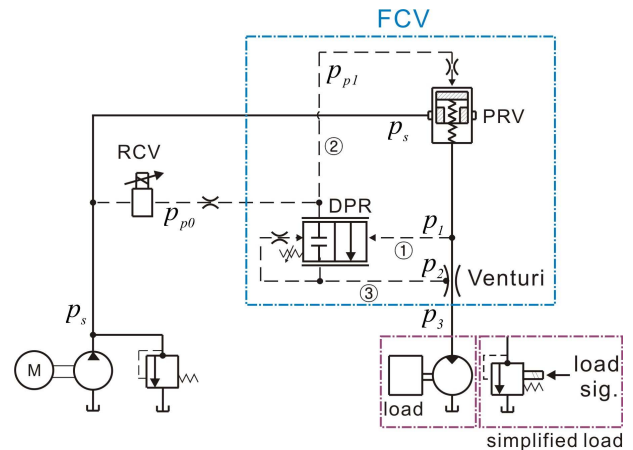 FCV
p_p1
p_s
PRV
②
RCV
p_p0
DPR
p_1
①
p_2
Venturi
③
p_s
p_3
M
load
load
sig.
simplified load